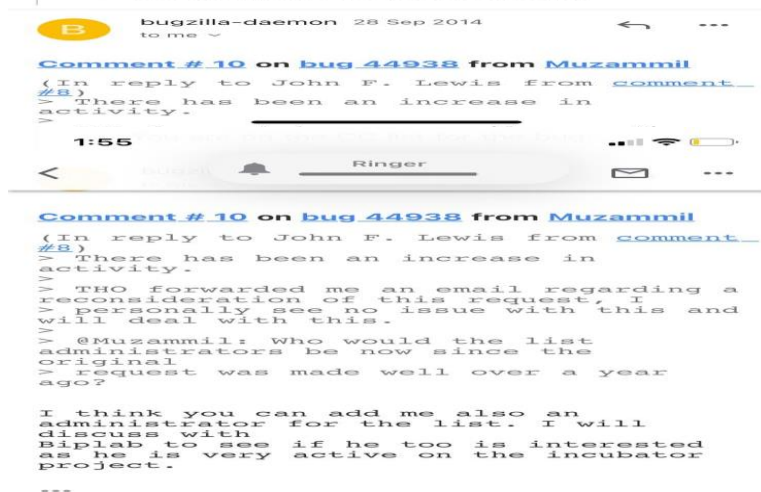 B
bugzilla-daemon 28 Sep 2014
to me
Comment # 10 on bug 44938 from Muzammil
(In reply to John F. Lewis from comment
#8)
> There has been an increase in
activity.
>
1:55
Ringer
Comment # 10 on bug 44938 from Muzammil
(In reply to John F. Lewis from comment
#8)
> There has been an increase in
activity.
>
> THO forwarded me an email regarding a
reconsideration of this request, I
> personally see no issue with this and
will deal with this.
>
> @Muzammil: Who would the list
administrators be now since the
original
> request was made well over a year
ago?
I think you can add me also an
administrator for the list. I will
discuss with
Biplab to see if he too is interested
as he is very active on the incubator
project.